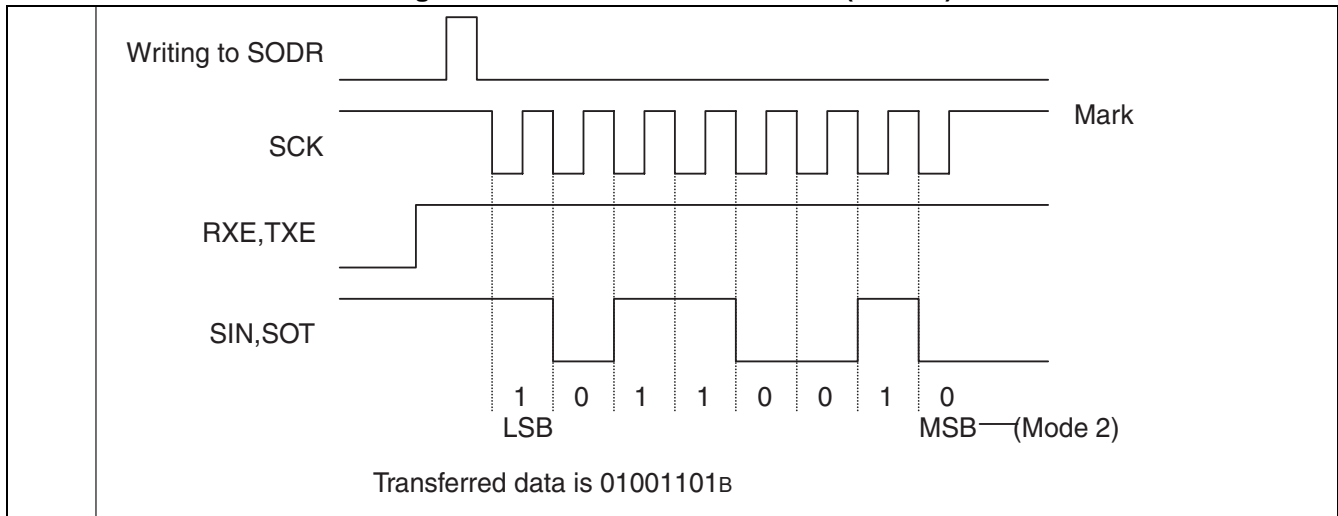 Writing to SODR
Mark
SCK
RXE,TXE
SIN,SOT
1 0 1 1 0 0 1 0
LSB MSB (Mode 2)
Transferred data is 01001101B